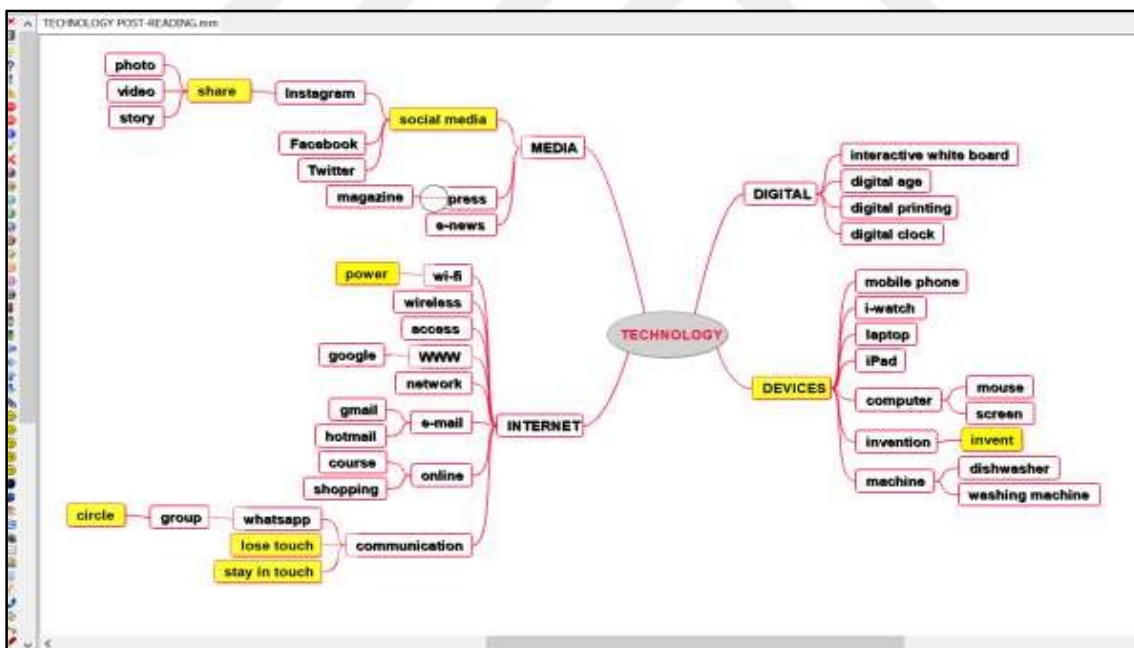 TECHNOLOGY POST-READING.mm
photo
video
story
share
Instagram
Facebook
Twitter
social media
magazine
press
e-news
MEDIA
power
wi-fi
wireless
access
google
WWW
network
gmail
hotmail
e-mail
course
shopping
online
circle
group
whatsapp
lose touch
stay in touch
communication
INTERNET
TECHNOLOGY
DIGITAL
interactive white board
digital age
digital printing
digital clock
DEVICES
mobile phone
i-watch
laptop
iPad
computer
mouse
screen
invention
invent
machine
dishwasher
washing machine